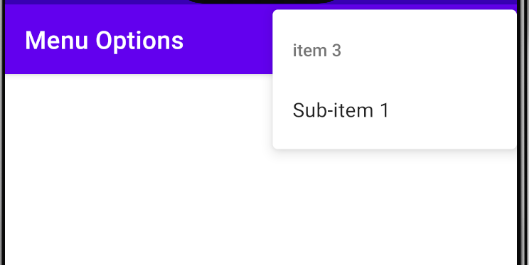 Menu Options
item 3
Sub-item 1